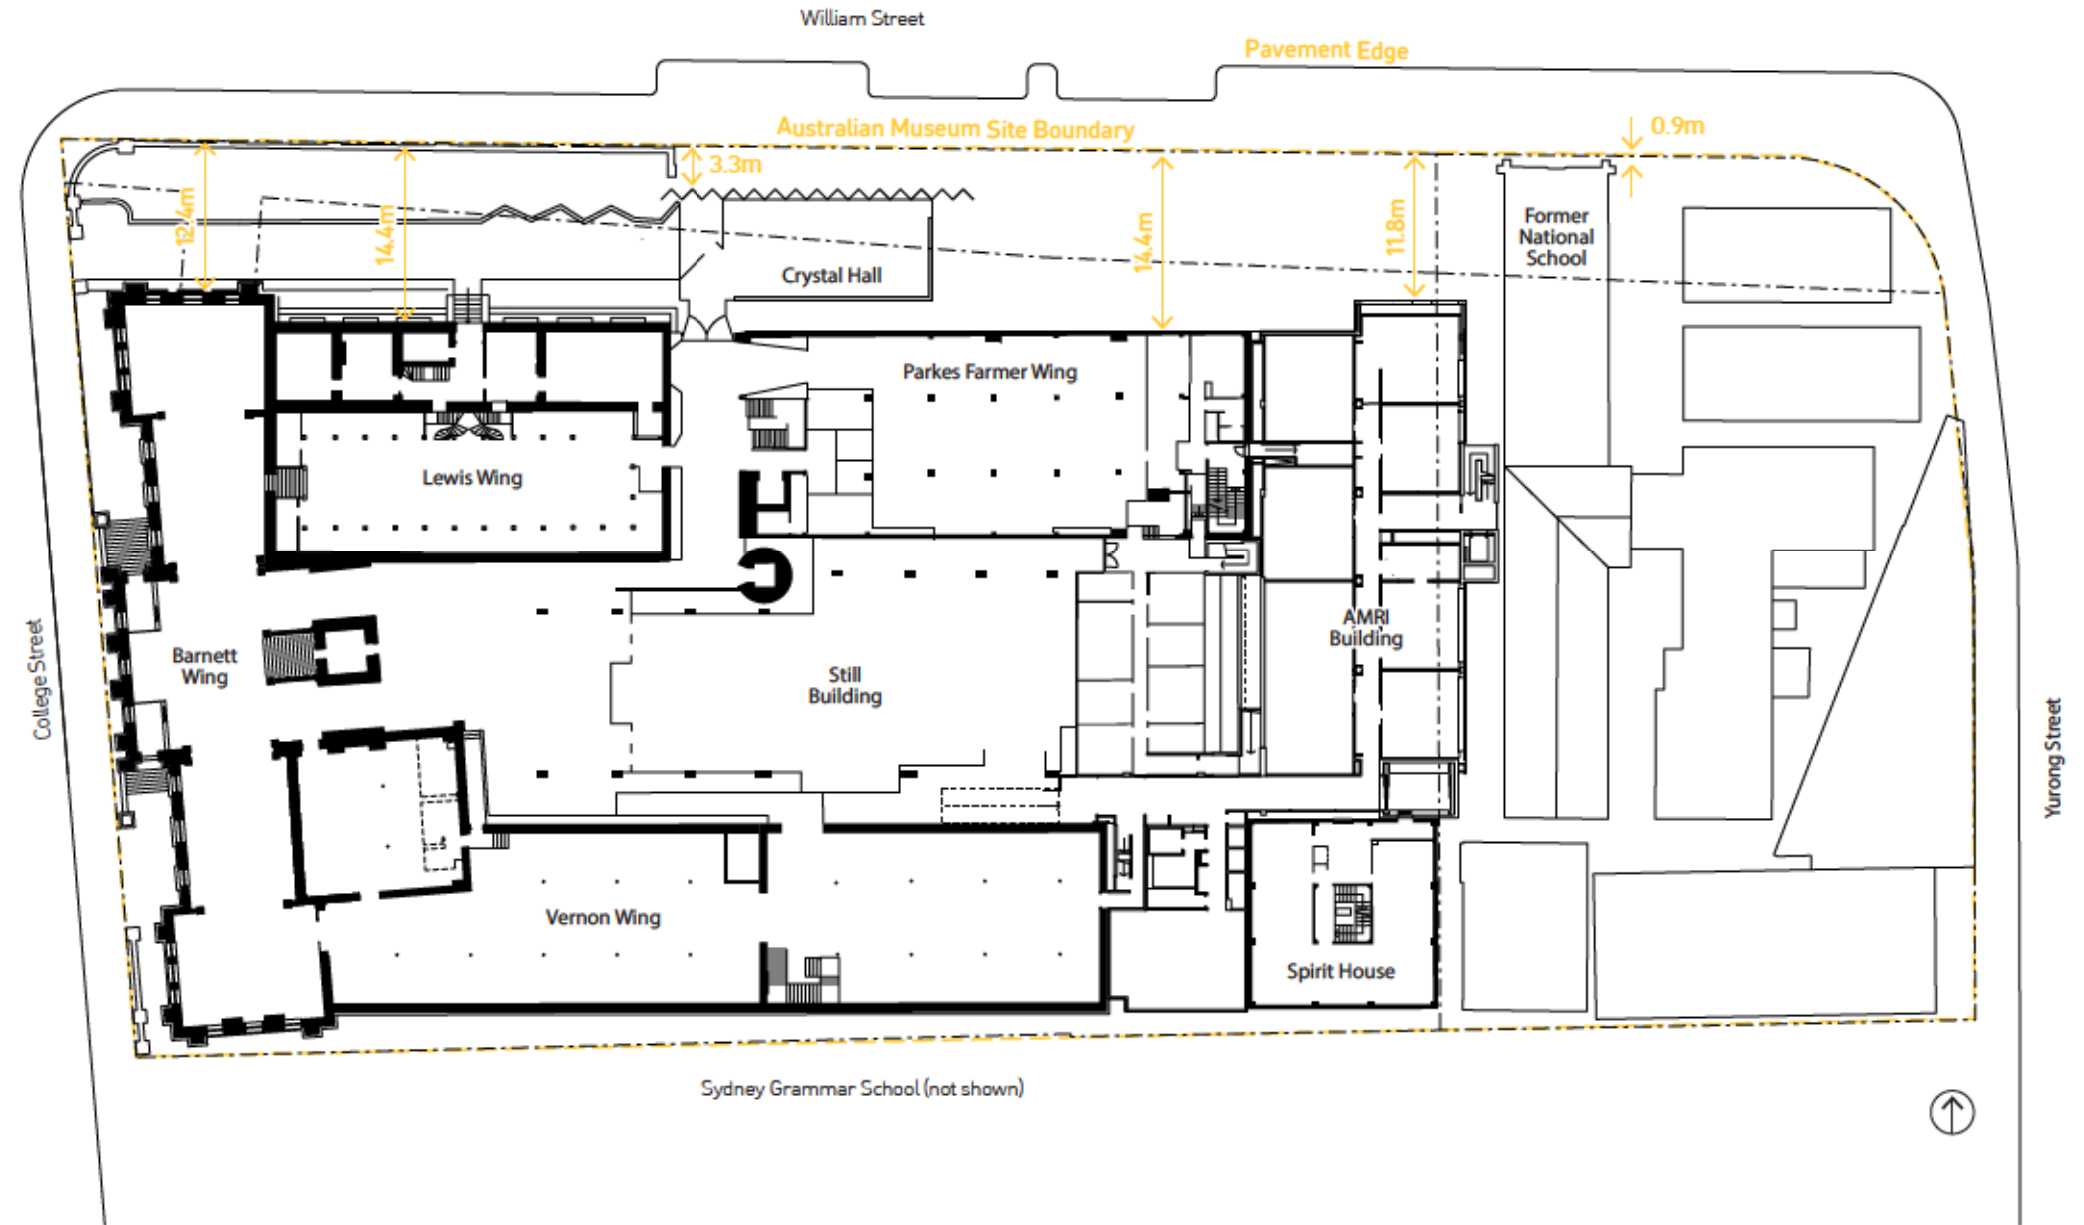 William Street
Pavement Edge
Australian Museum Site Boundary
0.9m
3.3m
12.4m
14.4m
14.4m
11.8m
Former
National
School
Crystal Hall
Parkes Farmer Wing
Lewis Wing
College Street
Barnett
Wing
Still
Building
AMRI
Building
Yurong Street
Vernon Wing
Spirit House
Sydney Grammar School (not shown)